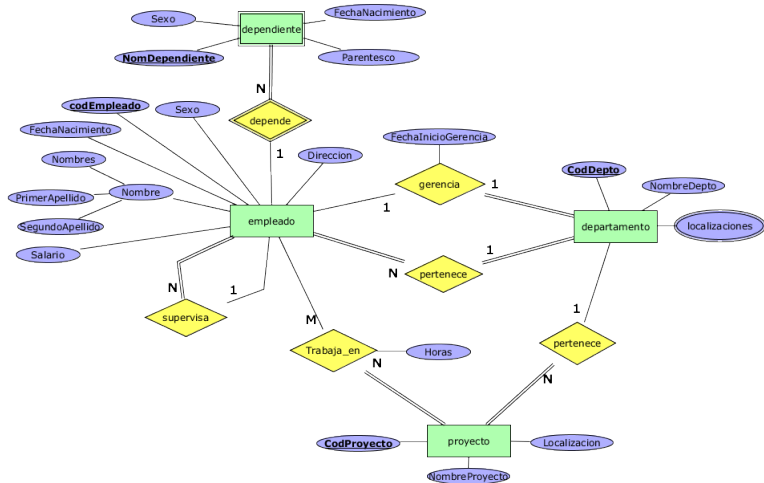 FechaNacimiento
Sexo
dependiente
NomDependiente
Parentesco
N
codEmpleado
Sexo
depende
FechaNacimiento
FechaInicioGerencia
1
Direccion
Nombres
CodDepto
1
NombreDepto
gerencia
PrimerApellido
Nombre
1
empleado
SegundoApellido
departamento
localizaciones
Salario
1
N
pertenece
N
1
supervisa
1
M
pertenece
Trabaja_en
Horas
N
N
CodProyecto
proyecto
Localizacion
NombreProyecto